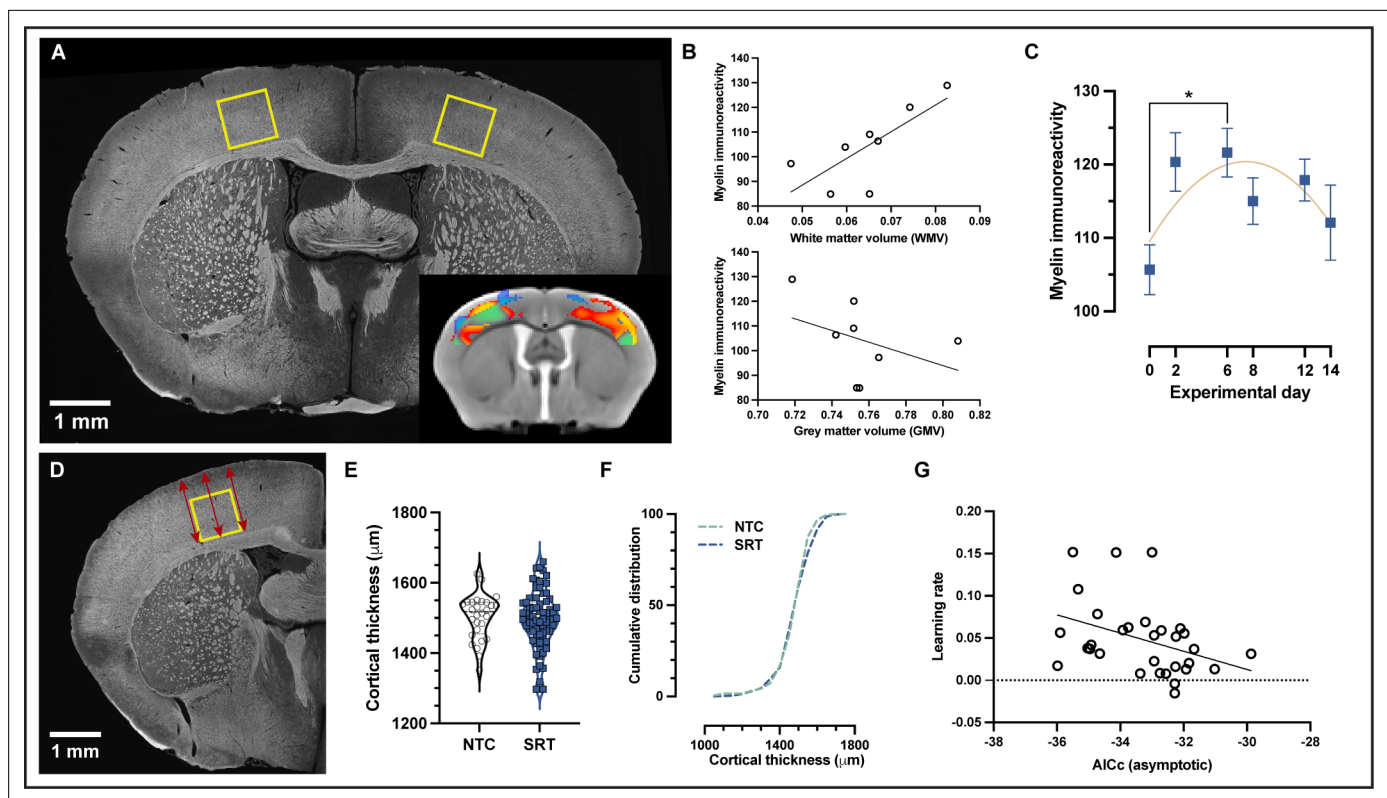 A
1 mm
B
Myelin immunoreactivity
140
130
120
110
100
90
80
0.04 0.05 0.06 0.07 0.08 0.09
White matter volume (WMV)
Myelin immunoreactivity
140
130
120
110
100
90
80
0.70 0.72 0.74 0.76 0.78 0.80 0.82
Grey matter volume (GMV)
C
Myelin immunoreactivity
130
120
110
100
*
0 2 6 8 12 14
Experimental day
D
1 mm
E
Cortical thickness (μm)
1800
1600
1400
1200
NTC SRT
F
Cumulative distribution
100
50
0
NTC
SRT
1000 1400 1800
Cortical thickness (μm)
G
Learning rate
0.20
0.15
0.10
0.05
0.00
-0.05
-38 -36 -34 -32 -30 -28
AICc (asymptotic)